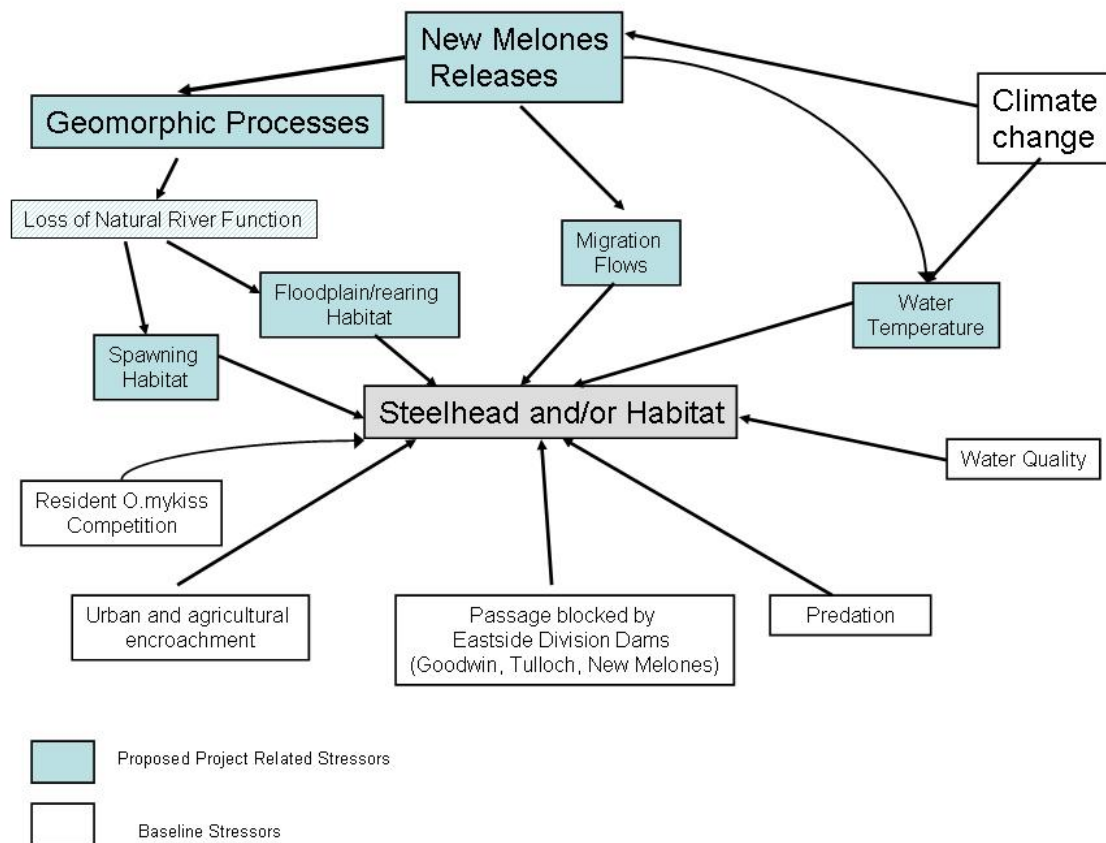 New Melones
Releases
Climate
change
Geomorphic Processes
Loss of Natural River Function
Migration
Flows
Floodplain/rearing
Habitat
Water
Temperature
Spawning
Habitat
Steelhead and/or Habitat
Water Quality
Resident O.mykiss
Competition
Urban and agricultural
encroachment
Passage blocked by
Eastside Division Dams
(Goodwin, Tulloch, New Melones)
Predation
Proposed Project Related Stressors
Baseline Stressors